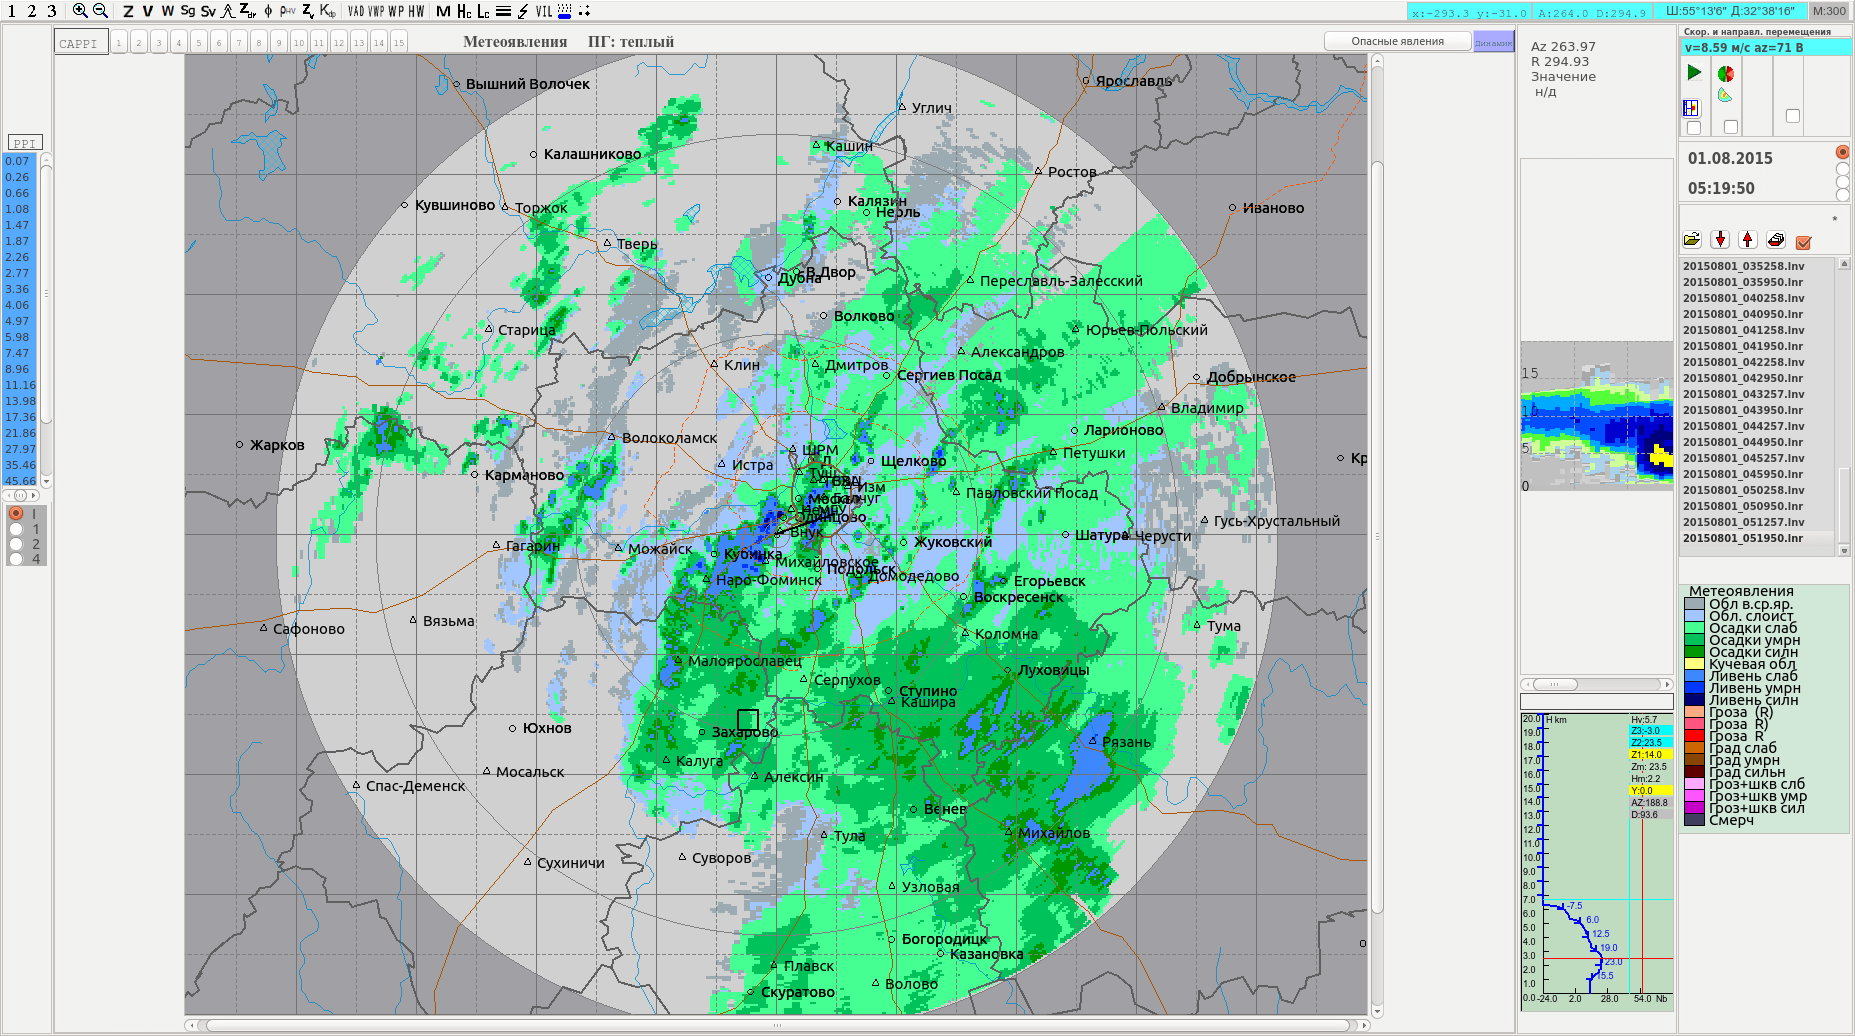 1 2 3 Z V W Sg Sv Zdr ϕ ρHV Zv Kdp VAD VWP WP HW M Hc Lc VIL
x:-293.3 y:-31.0 A:264.0 D:294.9 Ш:55°13'6" Д:32°38'16" М:300
CAPPI 1 2 3 4 5 6 7 8 9 10 11 12 13 14 15 Метеоявления ПГ: теплый Опасные явления
PPI
0.07
0.26
0.66
1.08
1.47
1.87
2.26
2.77
3.36
4.06
4.97
5.98
7.47
8.96
11.16
13.98
17.36
21.86
27.97
35.46
45.66
I
1
2
4
Вышний Волочек
Ярославль
Углич
Кашин
Калашниково
Ростов
Кувшиново
Торжок
Калязин
Нерль
Иваново
Тверь
В.Двор
Дубна
Переславль-Залесский
Волково
Старица
Юрьев-Польский
Александров
Клин
Дмитров
Сергиев Посад
Добрынское
Владимир
Ларионово
Волоколамск
Жарков
ШРМ
Петушки
Щелково
Кр
Истра
Карманово
Изм
Павловский Посад
Балчуг
Гусь-Хрустальный
Одинцово
Внук
Шатура
Черусти
Жуковский
Гагарин
Можайск
Кубинка
Михайловское
Подольск
Домодедово
Наро-Фоминск
Егорьевск
Воскресенск
Вязьма
Сафоново
Тума
Коломна
Малоярославец
Луховицы
Серпухов
Ступино
Кашира
Юхнов
Захарово
Рязань
Калуга
Мосальск
Алексин
Спас-Деменск
Венев
Тула
Михайлов
Суворов
Сухиничи
Узловая
Богородицк
Казановка
Плавск
Волово
Скуратово
Az 263.97
R 294.93
Значение
н/д
15
10
5
0
20.0 H km
19.0
18.0
17.0
16.0
15.0
14.0
13.0
12.0
11.0
10.0
9.0
8.0
7.0
6.0
5.0
4.0
3.0
2.0
1.0
0.0 -24.0 2.0 28.0 54.0 Nb
-7.5
6.0
12.5
19.0
23.0
15.5
Hv:5.7
Z3:-3.0
Z2:23.5
Z1:14.0
Zm: 23.5
Hm:2.2
Y:0.0
AZ:188.8
D:93.6
Скор. и направл. перемещения
v=8.59 м/с az=71 В
01.08.2015
05:19:50
*
20150801_035258.lnv
20150801_035950.lnr
20150801_040258.lnv
20150801_040950.lnr
20150801_041258.lnv
20150801_041950.lnr
20150801_042258.lnv
20150801_042950.lnr
20150801_043257.lnv
20150801_043950.lnr
20150801_044257.lnv
20150801_044950.lnr
20150801_045257.lnv
20150801_045950.lnr
20150801_050258.lnv
20150801_050950.lnr
20150801_051257.lnv
20150801_051950.lnr
Метеоявления
Обл в.ср.яр.
Обл. слоист
Осадки слаб
Осадки умрн
Осадки силн
Кучевая обл
Ливень слаб
Ливень умрн
Ливень силн
Гроза (R)
Гроза R)
Гроза R
Град слаб
Град умрн
Град сильн
Гроз+шкв слб
Гроз+шкв умр
Гроз+шкв сил
Смерч